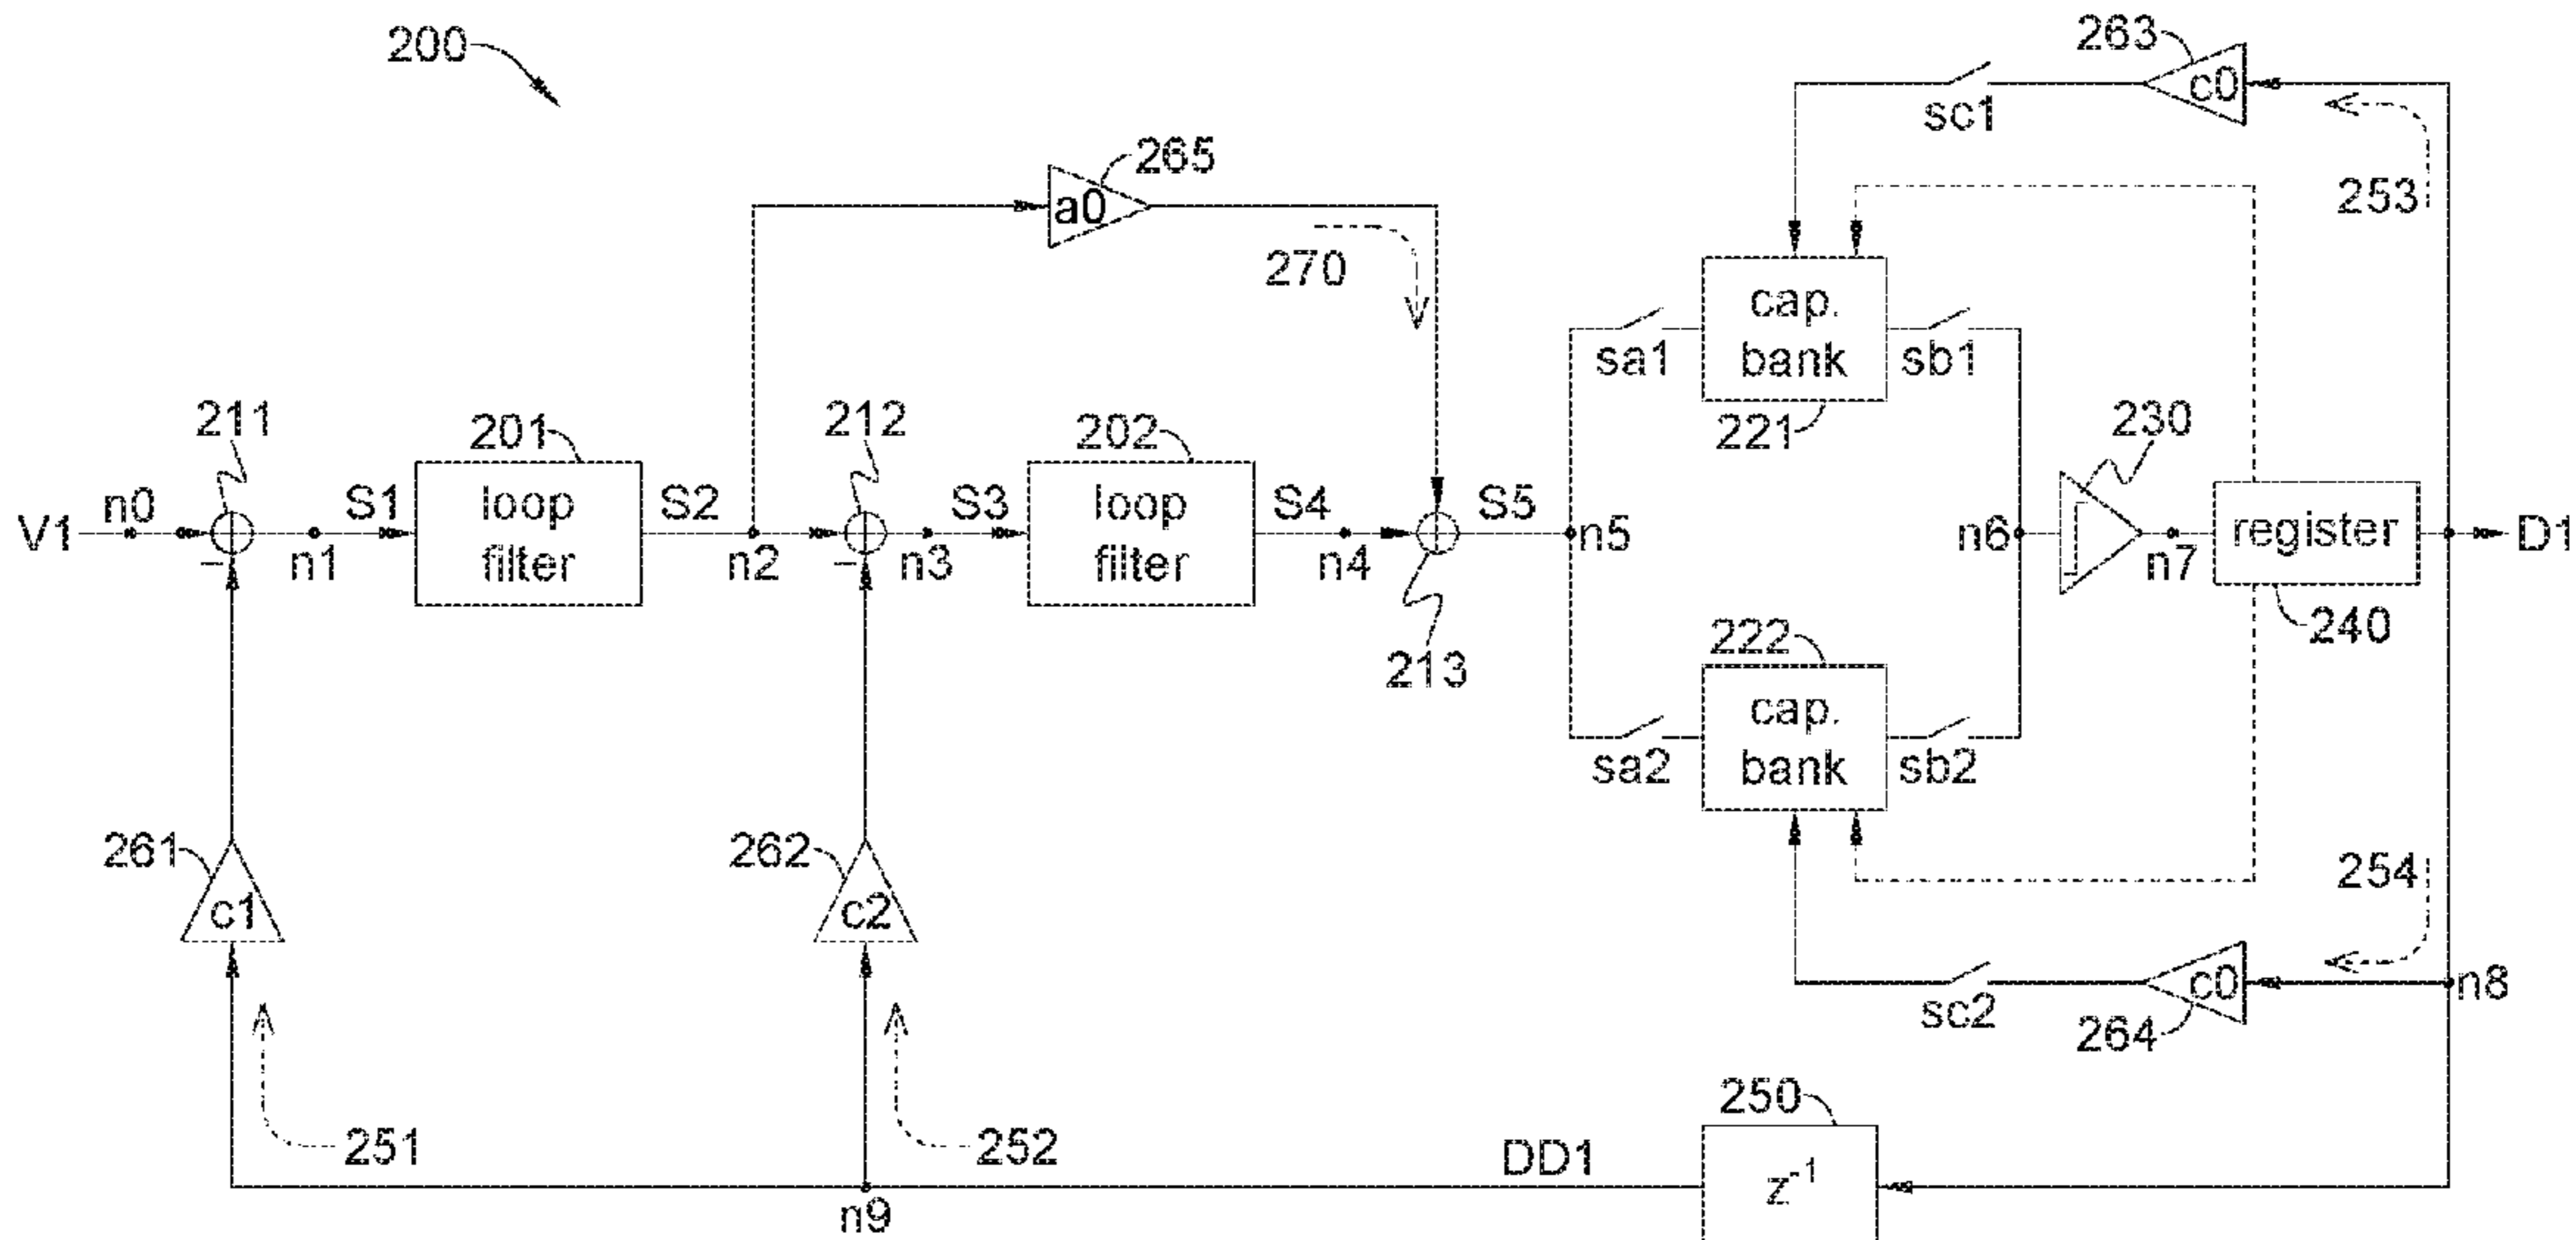 200
263
c0
sc1
253
265
a0
270
cap.
bank
sa1
sb1
221
211
201
212
202
230
V1
n0
n1
S1
loop
filter
S2
n2
n3
S3
loop
filter
S4
n4
S5
n5
n6
n7
register
D1
240
213
222
cap.
bank
sa2
sb2
–
–
261
c1
262
c2
254
sc2
c0
264
n8
251
252
250
DD1
z-1
n9